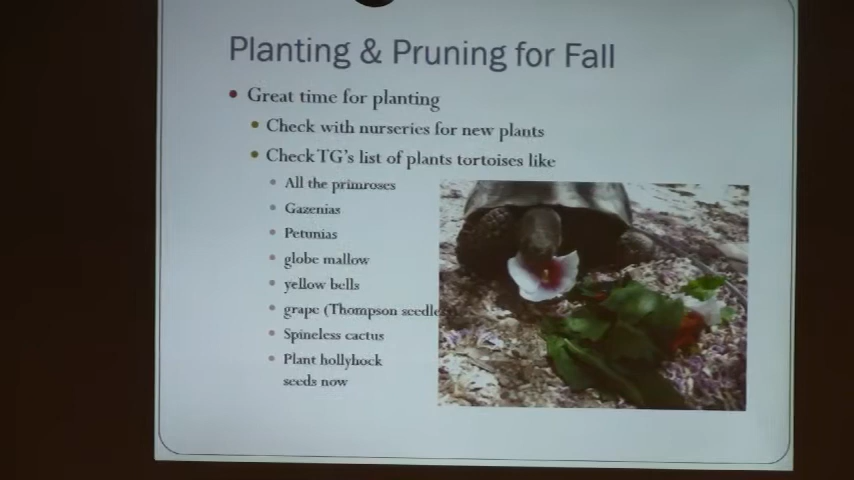 Planting & Pruning for Fall
Great time for planting
Check with nurseries for new plants
Check TG's list of plants tortoises like
All the primroses
Gazenias
Petunias
globe mallow
yellow bells
grape (Thompson seedle
Spineless cactus
Plant hollyhock
seeds now